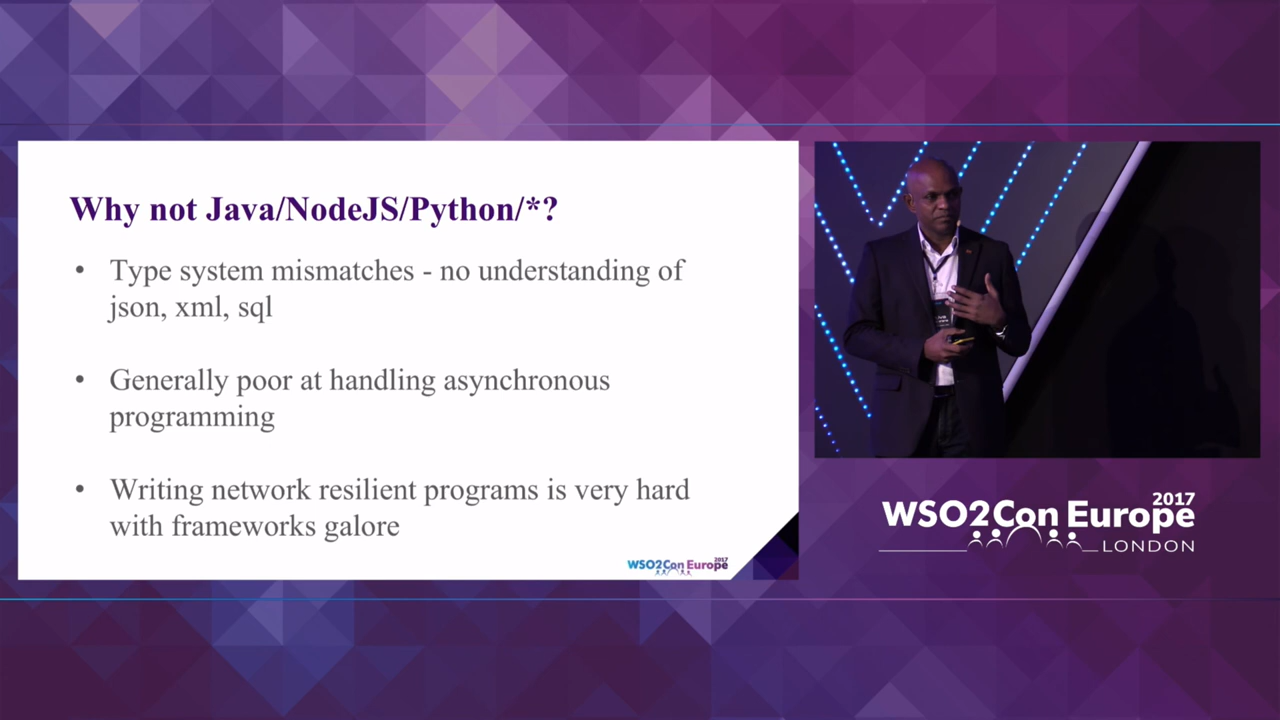 Why not Java/NodeJS/Python/*?
• Type system mismatches - no understanding of
json, xml, sql
• Generally poor at handling asynchronous
programming
• Writing network resilient programs is very hard
with frameworks galore
WSO2Con Europe 2017
2017
WSO2Con Europe
LONDON